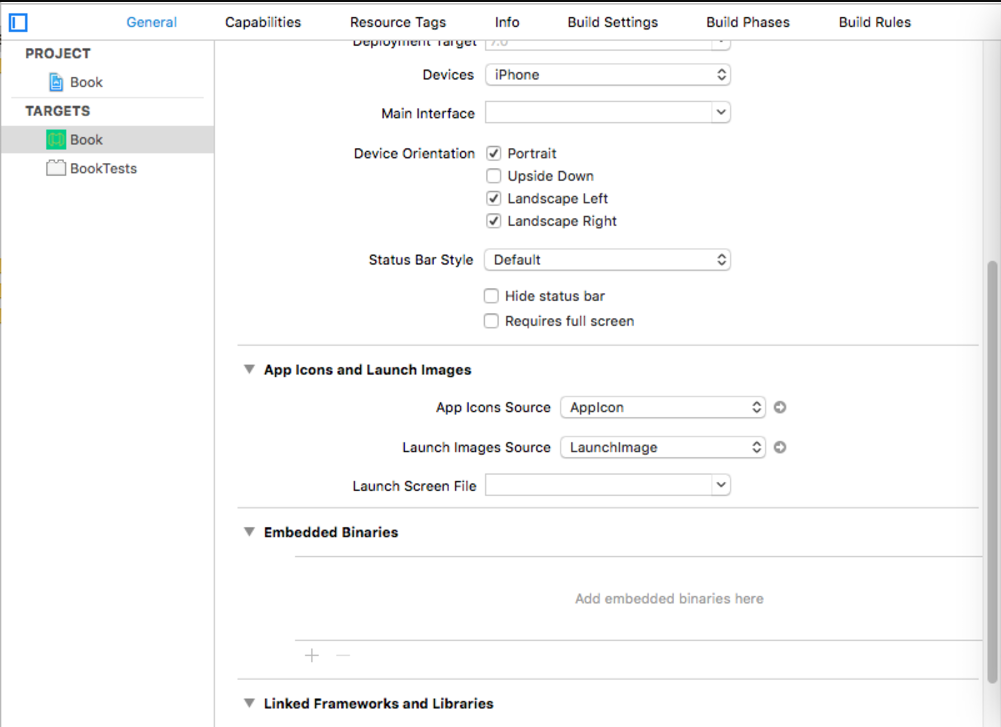 General Capabilities Resource Tags Info Build Settings Build Phases Build Rules
PROJECT
Book
TARGETS
Book
BookTests
Deployment Target 7.0
Devices iPhone
Main Interface
Device Orientation Portrait
Upside Down
Landscape Left
Landscape Right
Status Bar Style Default
Hide status bar
Requires full screen
App Icons and Launch Images
App Icons Source AppIcon
Launch Images Source LaunchImage
Launch Screen File
Embedded Binaries
Add embedded binaries here
Linked Frameworks and Libraries